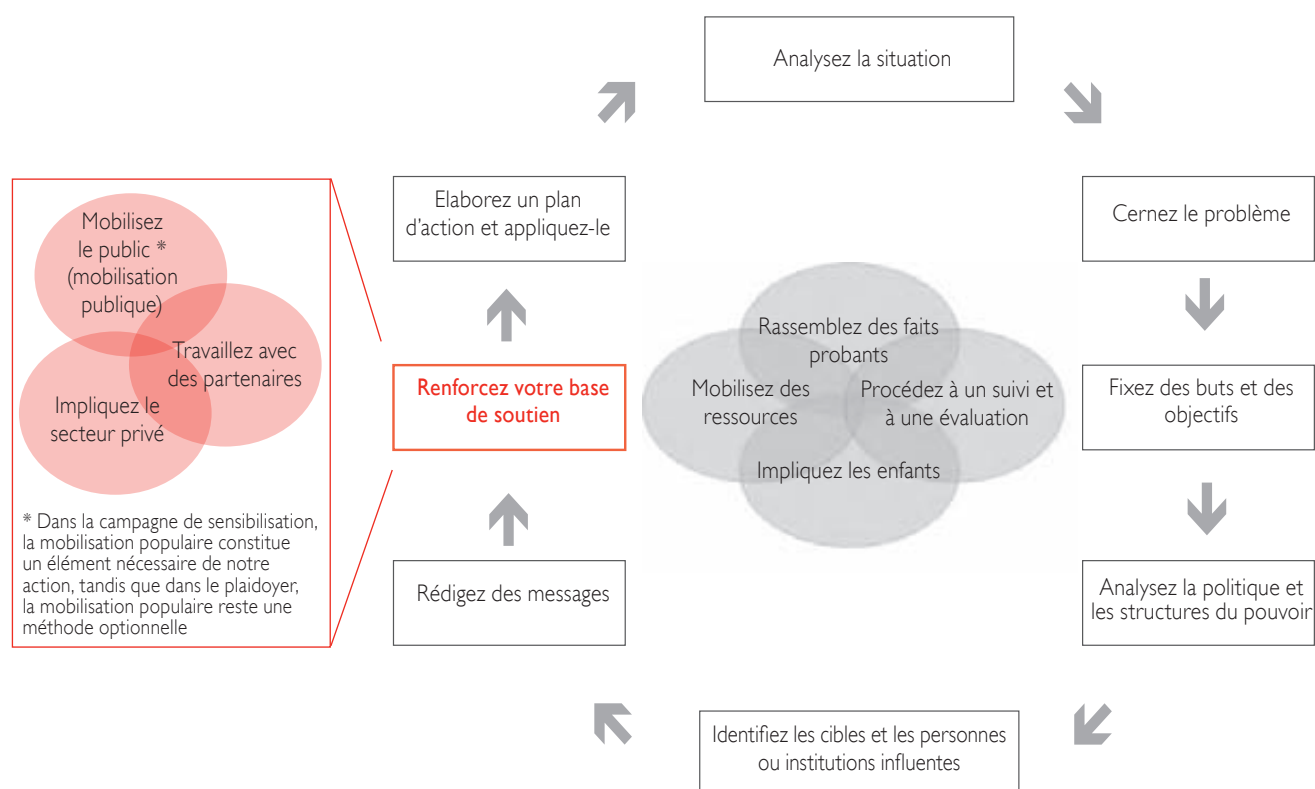 Analysez la situation
Elaborez un plan
d'action et appliquez-le
Cernez le problème
Mobilisez
le public *
(mobilisation
publique)
Travaillez avec
des partenaires
Impliquez le
secteur privé
* Dans la campagne de sensibilisation,
la mobilisation populaire constitue
un élément nécessaire de notre
action, tandis que dans le plaidoyer,
la mobilisation populaire reste une
méthode optionnelle
Renforcez votre base
de soutien
Rassemblez des faits
probants
Mobilisez des
ressources
Procédez à un suivi et
à une évaluation
Impliquez les enfants
Fixez des buts et des
objectifs
Rédigez des messages
Analysez la politique et
les structures du pouvoir
Identifiez les cibles et les personnes
ou institutions influentes